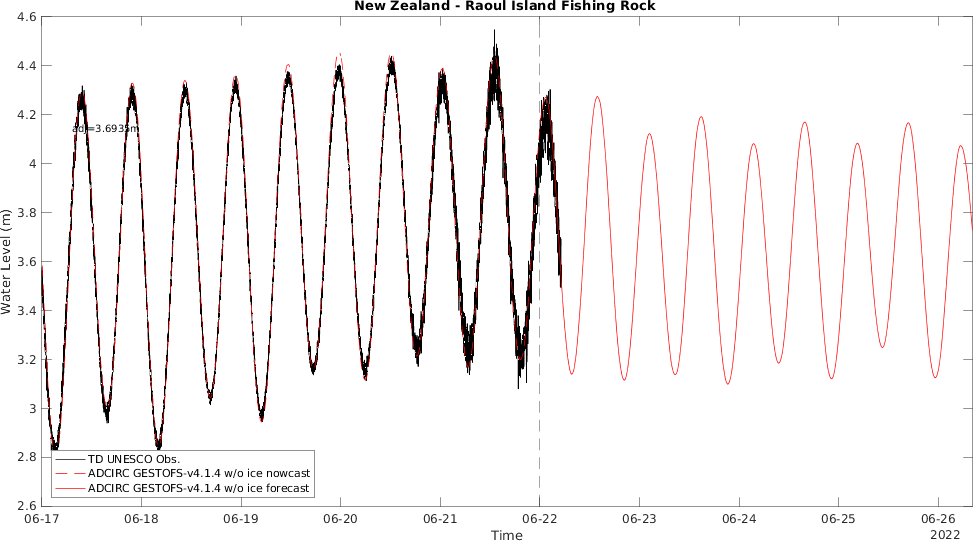 New Zealand - Raoul Island Fishing Rock
4.6
4.4
4.2
4
3.8
3.6
3.4
3.2
3
2.8
2.6
Water Level (m)
adj=3.6935m
TD UNESCO Obs.
ADCIRC GESTOFS-v4.1.4 w/o ice nowcast
ADCIRC GESTOFS-v4.1.4 w/o ice forecast
06-17 06-18 06-19 06-20 06-21 06-22 06-23 06-24 06-25 06-26
Time
2022